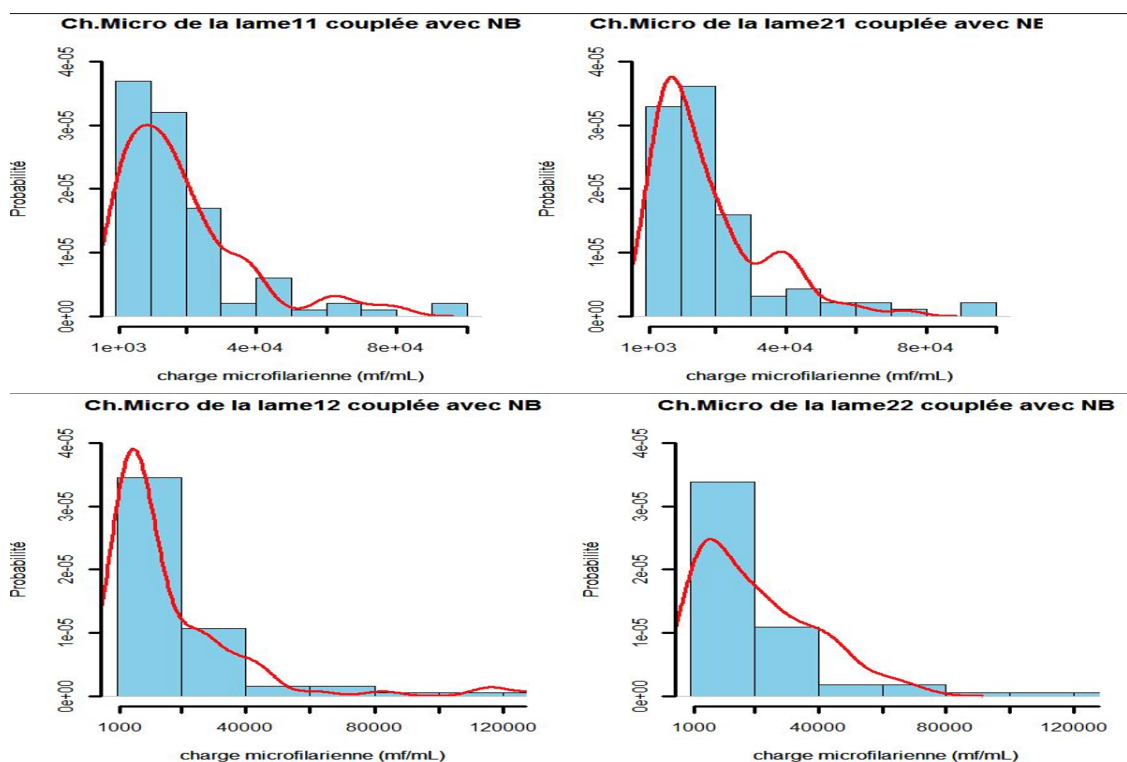 Ch.Micro de la lame11 couplée avec NB
Probabilité
0e+00 1e-05 2e-05 3e-05 4e-05
1e+03 4e+04 8e+04
charge microfilarienne (mf/mL)
Ch.Micro de la lame21 couplée avec NE
Probabilité
0e+00 1e-05 2e-05 3e-05 4e-05
1e+03 4e+04 8e+04
charge microfilarienne (mf/mL)
Ch.Micro de la lame12 couplée avec NB
Probabilité
0e+00 1e-05 2e-05 3e-05 4e-05
1000 40000 80000 120000
charge microfilarienne (mf/mL)
Ch.Micro de la lame22 couplée avec NB
Probabilité
0e+00 1e-05 2e-05 3e-05 4e-05
1000 40000 80000 120000
charge microfilarienne (mf/mL)